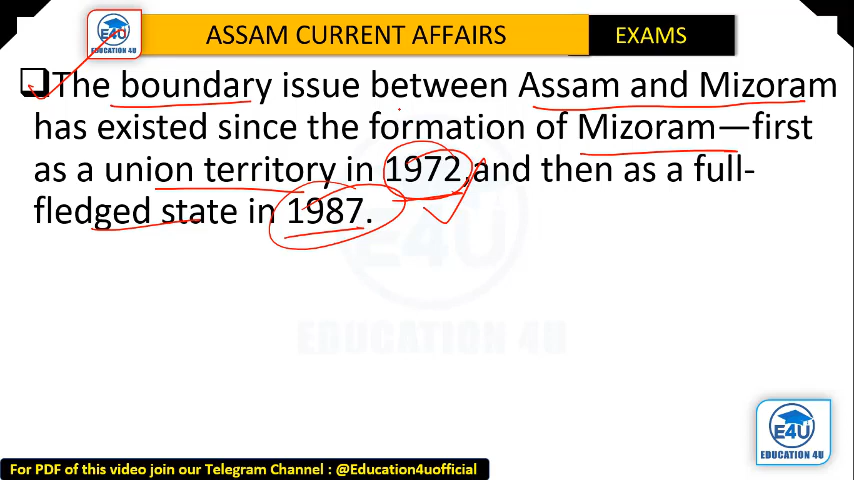 E4U
EDUCATION 4U
ASSAM CURRENT AFFAIRS
EXAMS
The boundary issue between Assam and Mizoram
has existed since the formation of Mizoram—first
as a union territory in 1972,and then as a full-
fledged state in 1987.
E4U
EDUCATION 4U
E4U
EDUCATION 4U
For PDF of this video join our Telegram Channel : @Education4uofficial